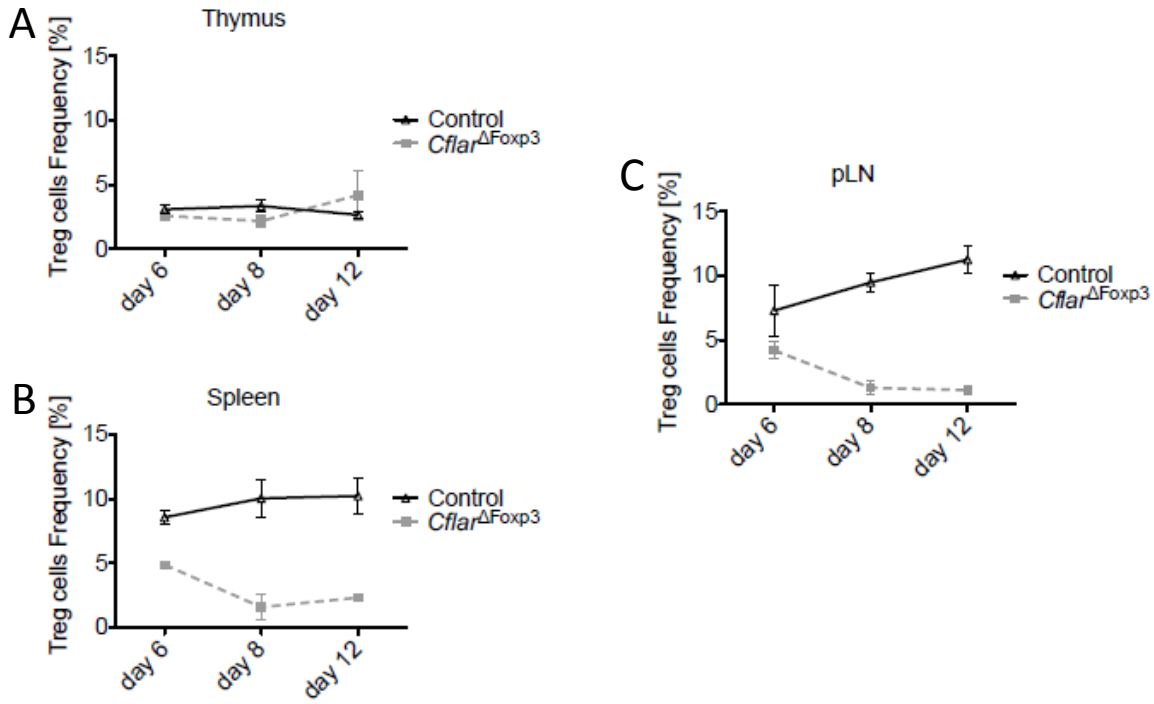 A
Thymus
Treg cells Frequency [%]
15
10
5
0
day 6
day 8
day 12
Control
Cflar^ΔFoxp3
B
Spleen
Treg cells Frequency [%]
15
10
5
0
day 6
day 8
day 12
Control
Cflar^ΔFoxp3
C
pLN
Treg cells Frequency [%]
15
10
5
0
day 6
day 8
day 12
Control
Cflar^ΔFoxp3